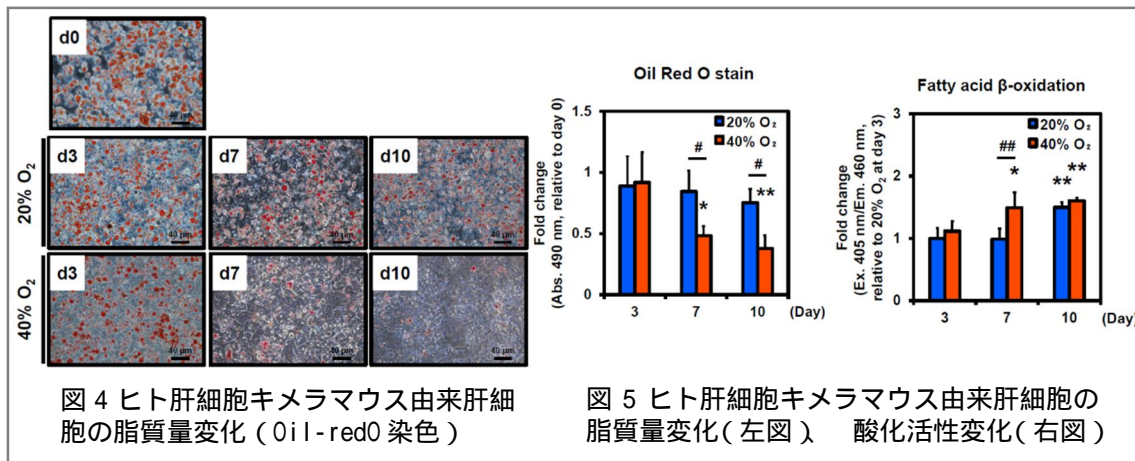 d0
40 μm
20% O₂
d3
40 μm
d7
40 μm
d10
40 μm
40% O₂
d3
40 μm
d7
40 μm
d10
40 μm
図 4 ヒト肝細胞キメラマウス由来肝細
胞の脂質量変化（Oil-redO 染色）
Oil Red O stain
Fold change
(Abs. 490 nm, relative to day 0)
1.5
1
0.5
0
20% O₂
40% O₂
#
*
#
**
3
7
10
(Day)
Fatty acid β-oxidation
Fold change
(Ex. 405 nm/Em. 460 nm,
relative to 20% O₂ at day 3)
3
2
1
0
20% O₂
40% O₂
##
*
**
**
3
7
10
(Day)
図 5 ヒト肝細胞キメラマウス由来肝細胞の
脂質量変化（左図）、 酸化活性変化（右図）